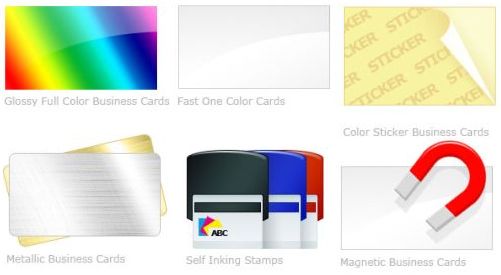 STICKER
STICKER
STICKER
STICKER
STICKER
STICKER
Glossy Full Color Business Cards
Fast One Color Cards
Color Sticker Business Cards
ABC
Metallic Business Cards
Self Inking Stamps
Magnetic Business Cards